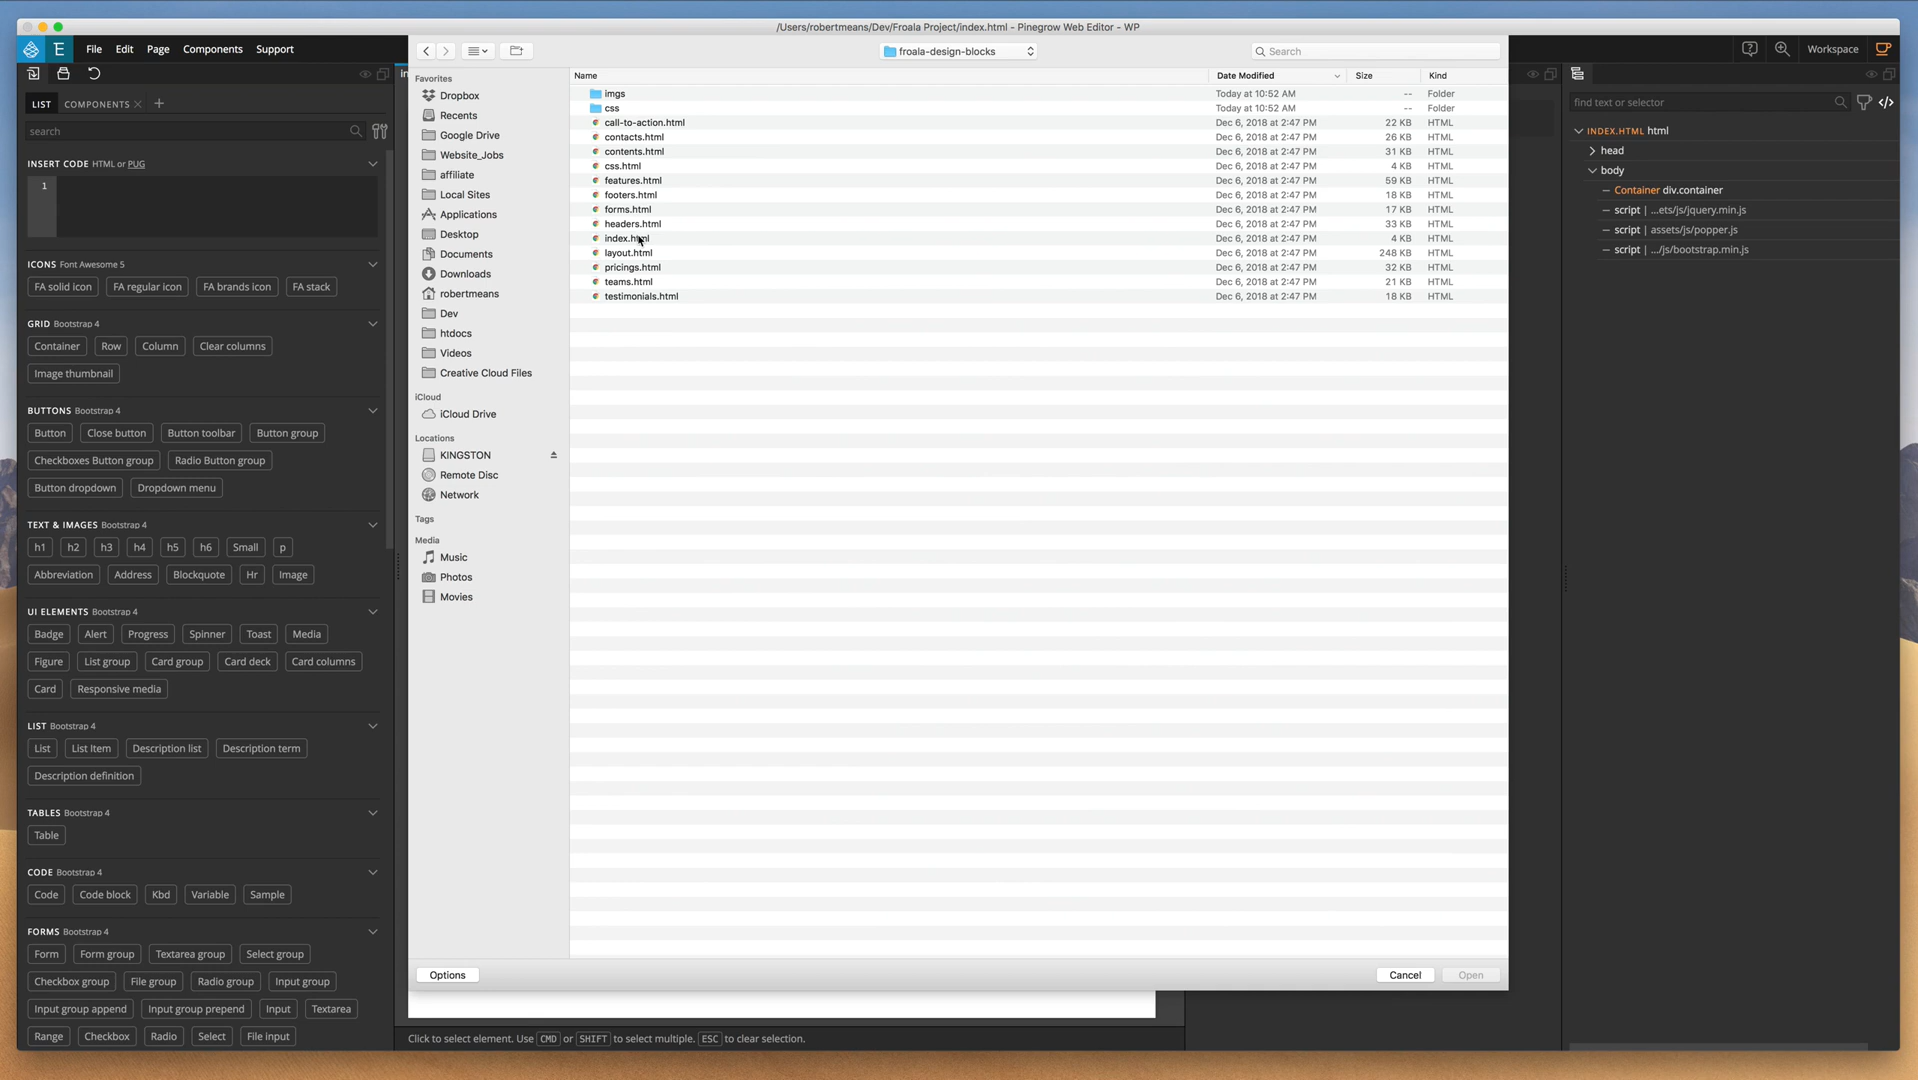 /Users/robertmeans/Dev/Froala Project/index.html - Pinegrow Web Editor - WP
E File Edit Page Components Support
Workspace
froala-design-blocks
Search
LIST COMPONENTS
search
INSERT CODE HTML or PUG
1
ICONS Font Awesome 5
FA solid icon FA regular icon FA brands icon FA stack
GRID Bootstrap 4
Container Row Column Clear columns
Image thumbnail
BUTTONS Bootstrap 4
Button Close button Button toolbar Button group
Checkboxes Button group Radio Button group
Button dropdown Dropdown menu
TEXT & IMAGES Bootstrap 4
h1 h2 h3 h4 h5 h6 Small p
Abbreviation Address Blockquote Hr Image
UI ELEMENTS Bootstrap 4
Badge Alert Progress Spinner Toast Media
Figure List group Card group Card deck Card columns
Card Responsive media
LIST Bootstrap 4
List List Item Description list Description term
Description definition
TABLES Bootstrap 4
Table
CODE Bootstrap 4
Code Code block Kbd Variable Sample
FORMS Bootstrap 4
Form Form group Textarea group Select group
Checkbox group File group Radio group Input group
Input group append Input group prepend Input Textarea
Range Checkbox Radio Select File input
Favorites
Dropbox
Recents
Google Drive
Website_Jobs
affiliate
Local Sites
Applications
Desktop
Documents
Downloads
robertmeans
Dev
htdocs
Videos
Creative Cloud Files
iCloud
iCloud Drive
Locations
KINGSTON
Remote Disc
Network
Tags
Media
Music
Photos
Movies
Name Date Modified Size Kind
imgs Today at 10:52 AM -- Folder
css Today at 10:52 AM -- Folder
call-to-action.html Dec 6, 2018 at 2:47 PM 22 KB HTML
contacts.html Dec 6, 2018 at 2:47 PM 26 KB HTML
contents.html Dec 6, 2018 at 2:47 PM 31 KB HTML
css.html Dec 6, 2018 at 2:47 PM 4 KB HTML
features.html Dec 6, 2018 at 2:47 PM 59 KB HTML
footers.html Dec 6, 2018 at 2:47 PM 18 KB HTML
forms.html Dec 6, 2018 at 2:47 PM 17 KB HTML
headers.html Dec 6, 2018 at 2:47 PM 33 KB HTML
index.html Dec 6, 2018 at 2:47 PM 4 KB HTML
layout.html Dec 6, 2018 at 2:47 PM 248 KB HTML
pricings.html Dec 6, 2018 at 2:47 PM 32 KB HTML
teams.html Dec 6, 2018 at 2:47 PM 21 KB HTML
testimonials.html Dec 6, 2018 at 2:47 PM 18 KB HTML
Options Cancel Open
Click to select element. Use CMD or SHIFT to select multiple. ESC to clear selection.
find text or selector
INDEX.HTML html
head
body
Container div.container
script | ...ets/js/jquery.min.js
script | assets/js/popper.js
script | .../js/bootstrap.min.js